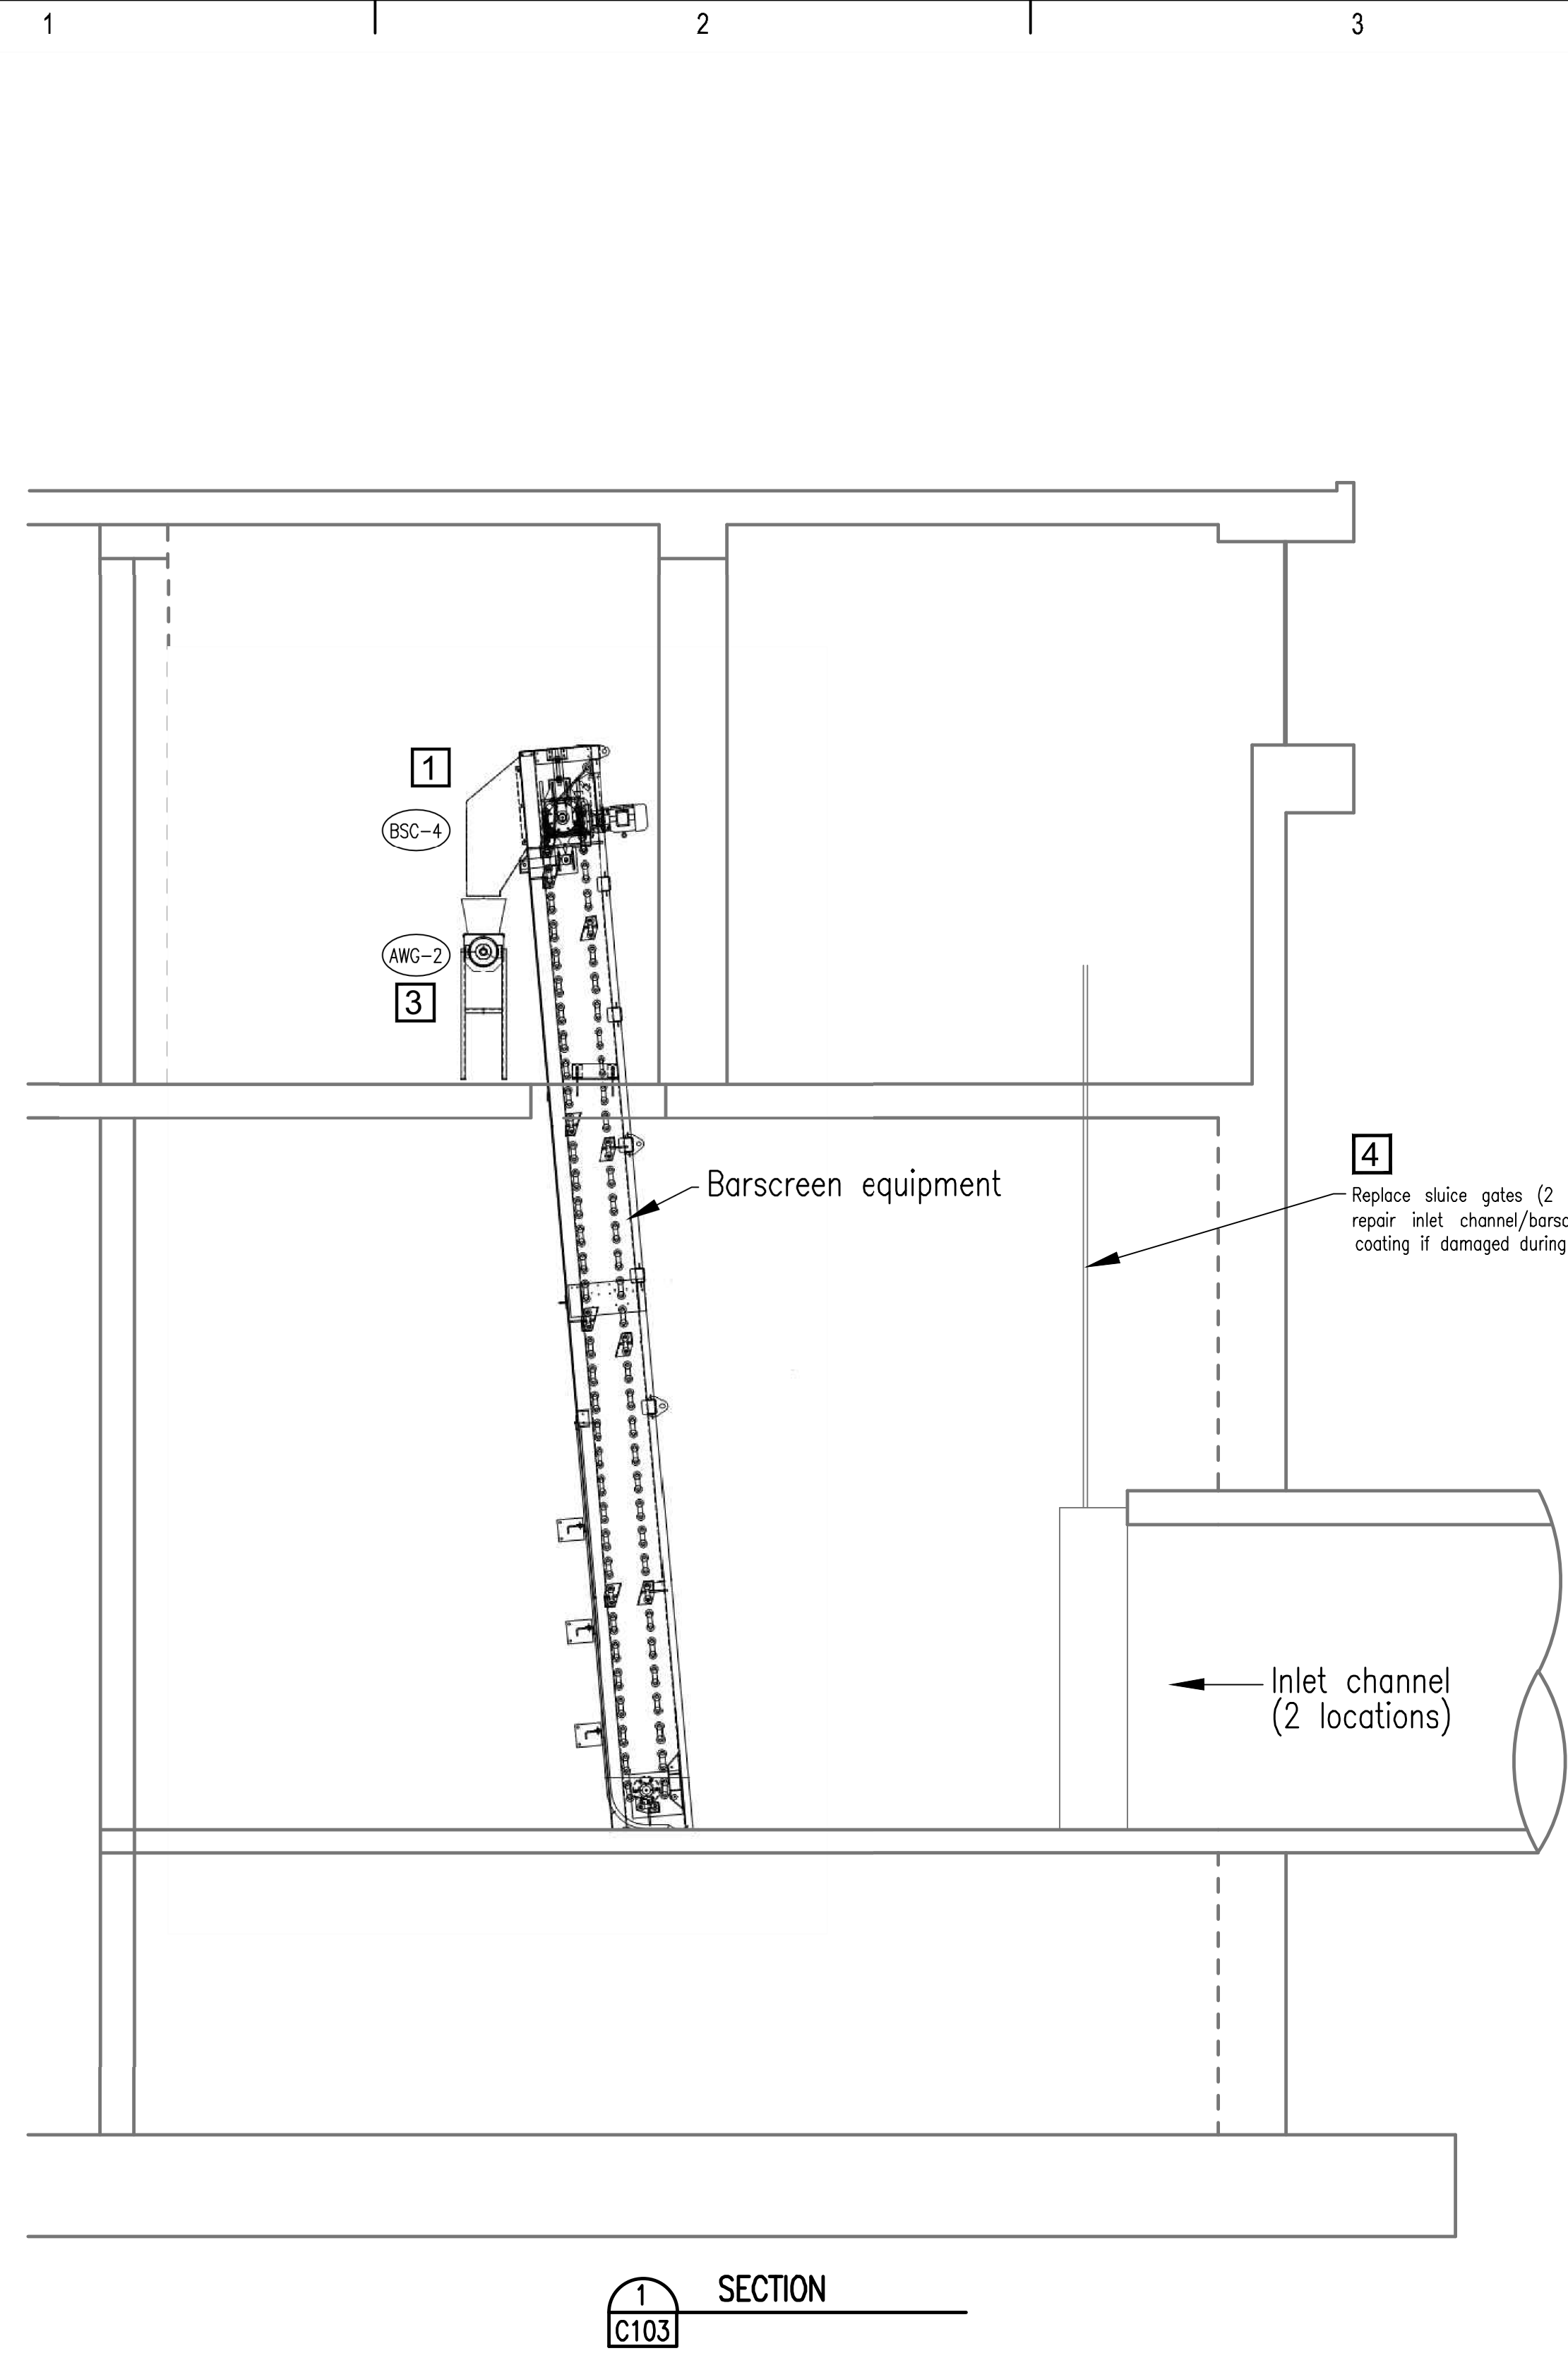 1 2 3
1
BSC-4
AWG-2
3
4
Replace sluice gates (2
repair inlet channel/barsc
coating if damaged during
Barscreen equipment
Inlet channel
(2 locations)
1 SECTION
C103